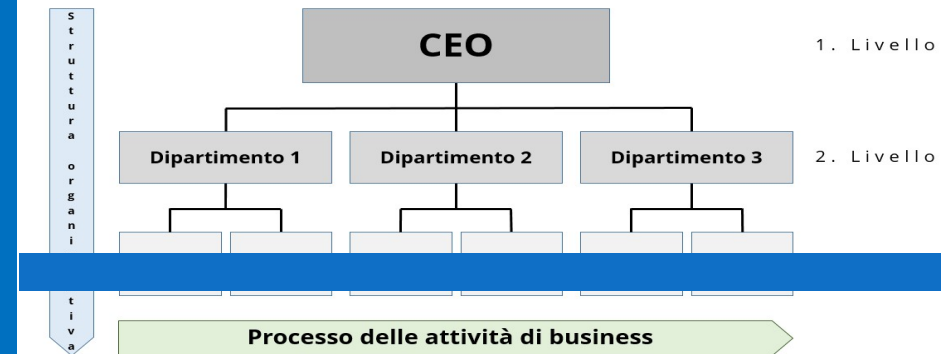 CEO
1. Livello
Dipartimento 1
Dipartimento 2
Dipartimento 3
2. Livello
Struttura
Processo delle attività di business